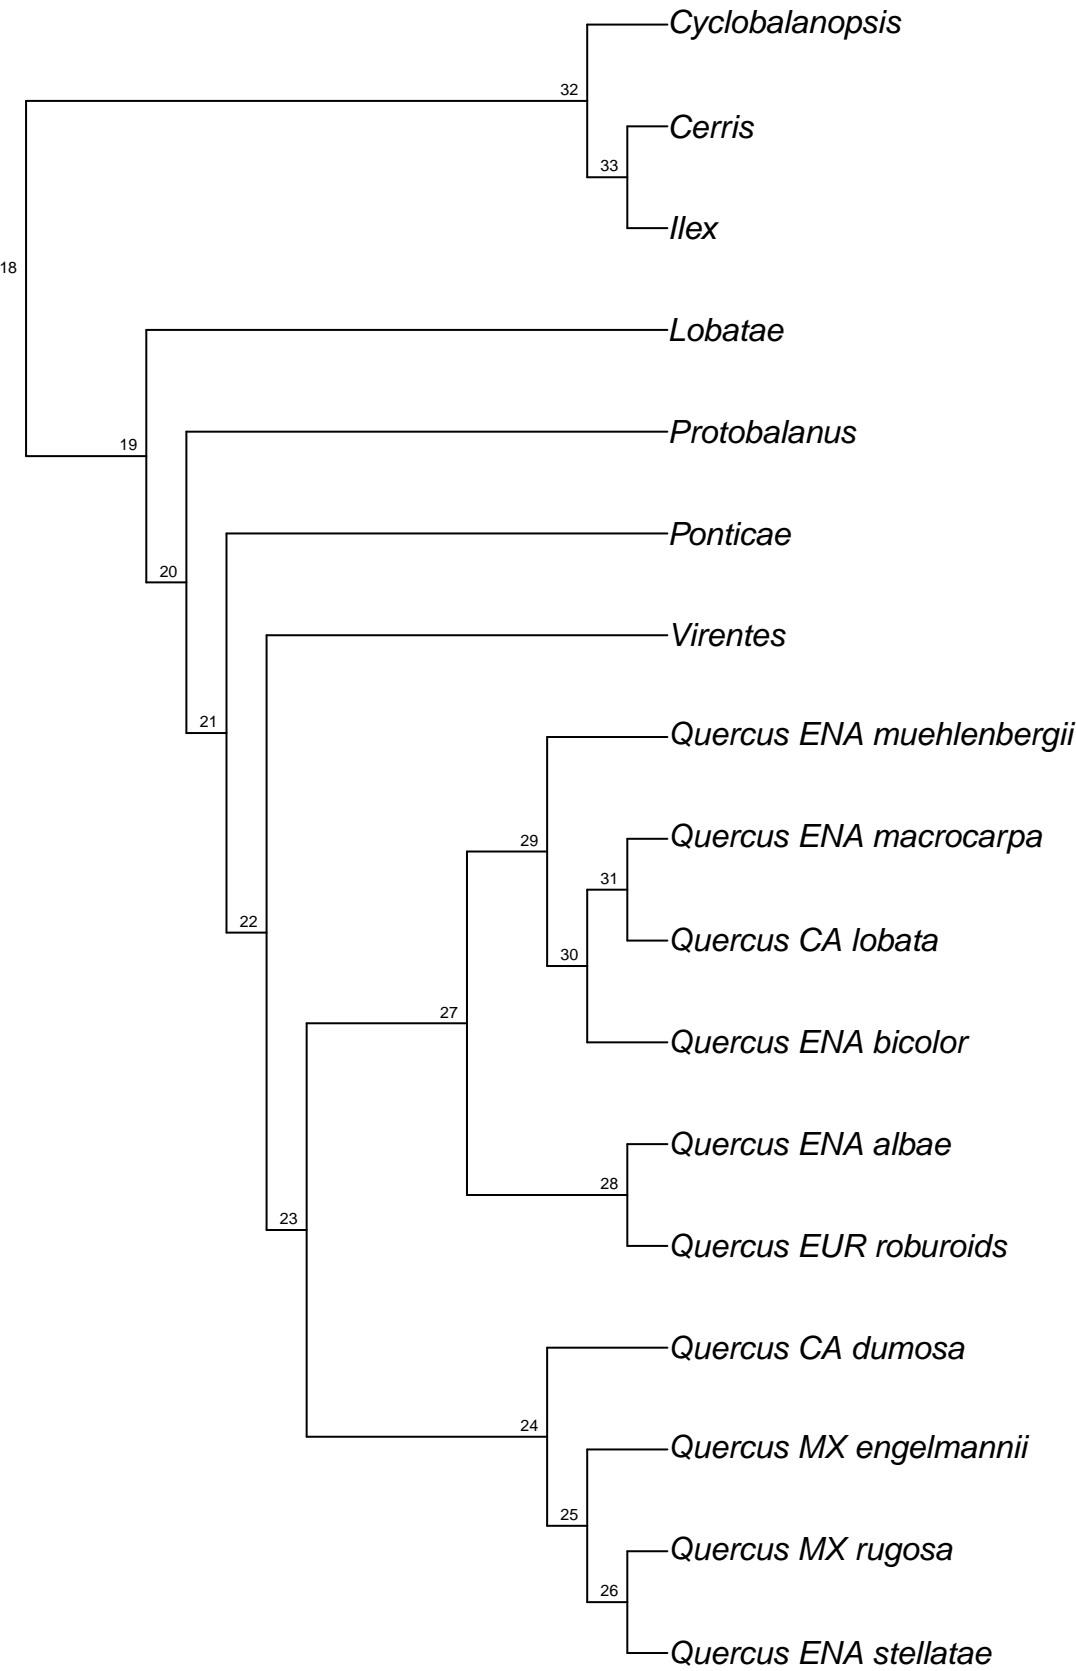 Cyclobalanopsis
32
Cerris
33
Ilex
18
Lobatae
Protobalanus
19
Ponticae
20
Virentes
21
Quercus ENA muehlenbergii
Quercus ENA macrocarpa
29
31
22
Quercus CA lobata
30
27
Quercus ENA bicolor
Quercus ENA albae
28
23
Quercus EUR roburoids
Quercus CA dumosa
24
Quercus MX engelmannii
25
Quercus MX rugosa
26
Quercus ENA stellatae